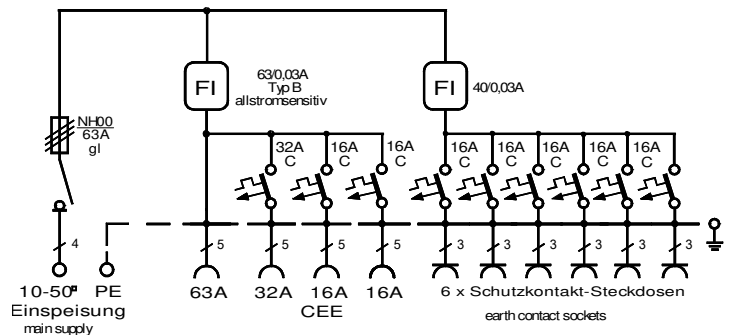 FI
63/0,03A
Typ B
allstromsensitiv
FI
40/0,03A
NH00
63A
gl
32A
C
16A
C
16A
C
16A
C
16A
C
16A
C
16A
C
16A
C
16A
C
4
5
5
5
5
3
3
3
3
3
3
10-50² PE
Einspeisung
main supply
63A
32A
16A
16A
CEE
6 x Schutzkontakt-Steckdosen
earth contact sockets